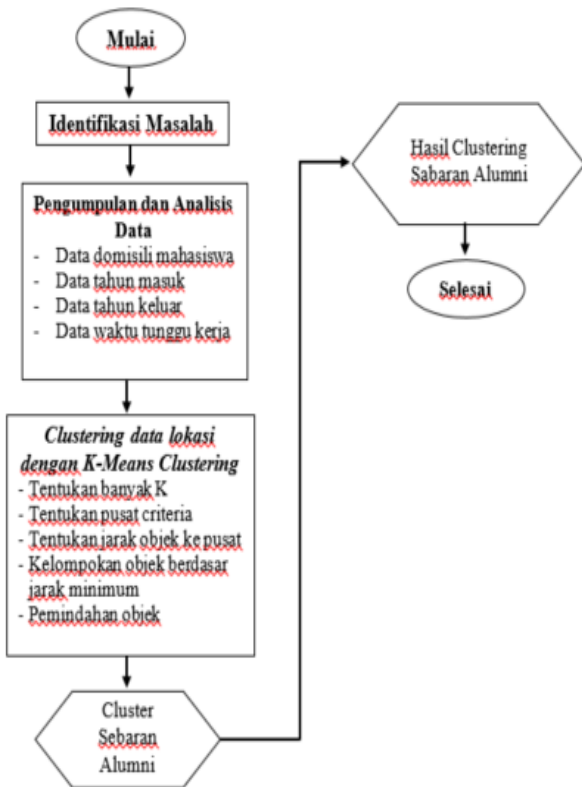 Mulai
Identifikasi Masalah
Pengumpulan dan Analisis
Data
- Data domisili mahasiswa
- Data tahun masuk
- Data tahun keluar
- Data waktu tunggu kerja
Clustering data lokasi
dengan K-Means Clustering
- Tentukan banyak K
- Tentukan pusat criteria
- Tentukan jarak objek ke pusat
- Kelompokan objek berdasar
jarak minimum
- Pemindahan objek
Cluster
Sebaran
Alumni
Hasil Clustering
Sabaran Alumni
Selesai